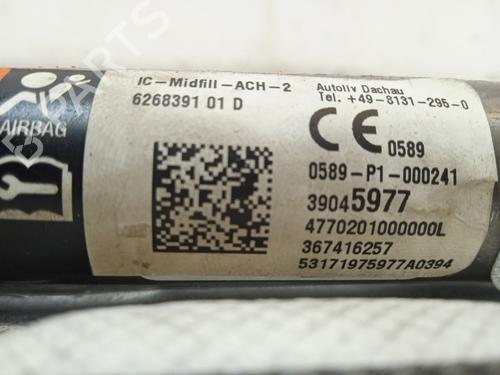 B-PARTS
IC-Midfill-ACH-2
6268391 01 D
Autoliv Dachau
Tel. +49-8131-295-0
AIRBAG
CE 0589
0589-P1-000241
39045977
4770201000000L
367416257
53171975977A0394